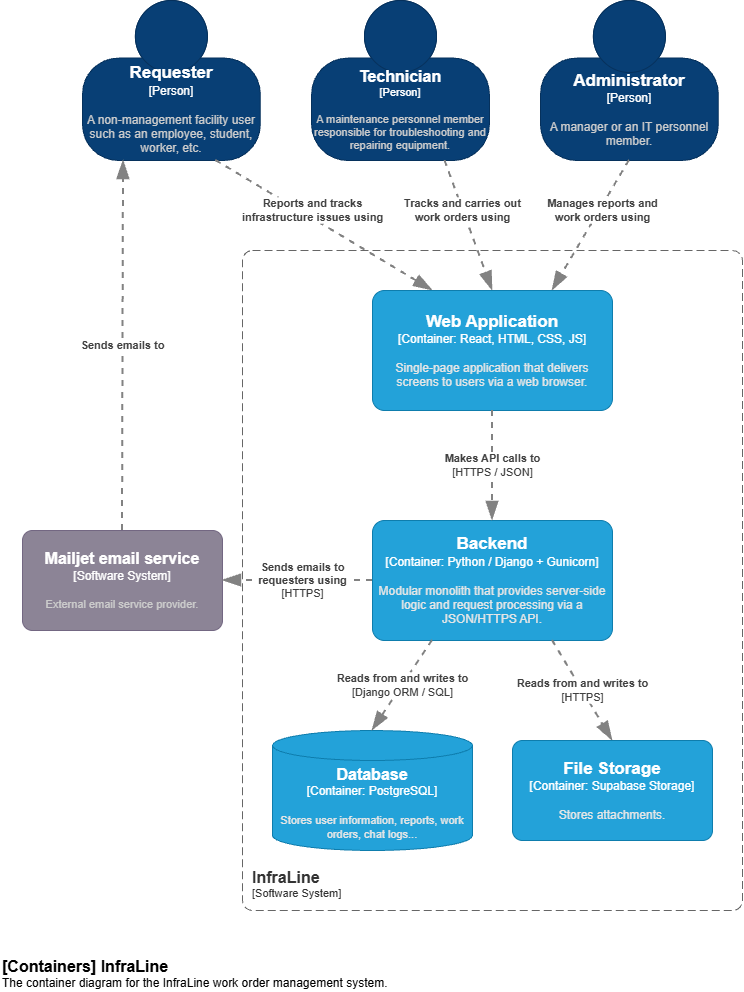 Requester
[Person]
A non-management facility user
such as an employee, student,
worker, etc.
Technician
[Person]
A maintenance personnel member
responsible for troubleshooting and
repairing equipment.
Administrator
[Person]
A manager or an IT personnel
member.
Reports and tracks
infrastructure issues using
Tracks and carries out
work orders using
Manages reports and
work orders using
Sends emails to
Web Application
[Container: React, HTML, CSS, JS]
Single-page application that delivers
screens to users via a web browser.
Makes API calls to
[HTTPS / JSON]
Mailjet email service
[Software System]
External email service provider.
Sends emails to
requesters using
[HTTPS]
Backend
[Container: Python / Django + Gunicorn]
Modular monolith that provides server-side
logic and request processing via a
JSON/HTTPS API.
Reads from and writes to
[Django ORM / SQL]
Reads from and writes to
[HTTPS]
Database
[Container: PostgreSQL]
Stores user information, reports, work
orders, chat logs...
File Storage
[Container: Supabase Storage]
Stores attachments.
InfraLine
[Software System]
[Containers] InfraLine
The container diagram for the InfraLine work order management system.